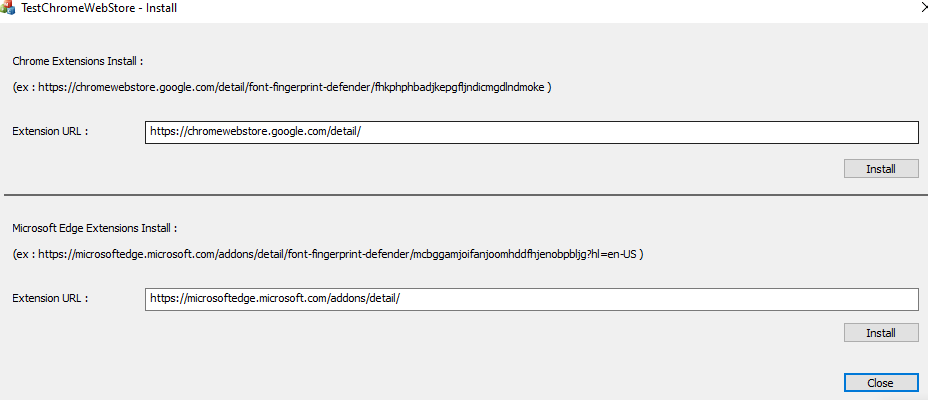 TestChromeWebStore - Install
Chrome Extensions Install :
(ex : https://chromewebstore.google.com/detail/font-fingerprint-defender/fhkphphbadjkepgfljndicmgdlndmoke )
Extension URL : https://chromewebstore.google.com/detail/
Install
Microsoft Edge Extensions Install :
(ex : https://microsoftedge.microsoft.com/addons/detail/font-fingerprint-defender/mcbggamjoifanjoomhddfhjenobpbljg?hl=en-US )
Extension URL : https://microsoftedge.microsoft.com/addons/detail/
Install
Close